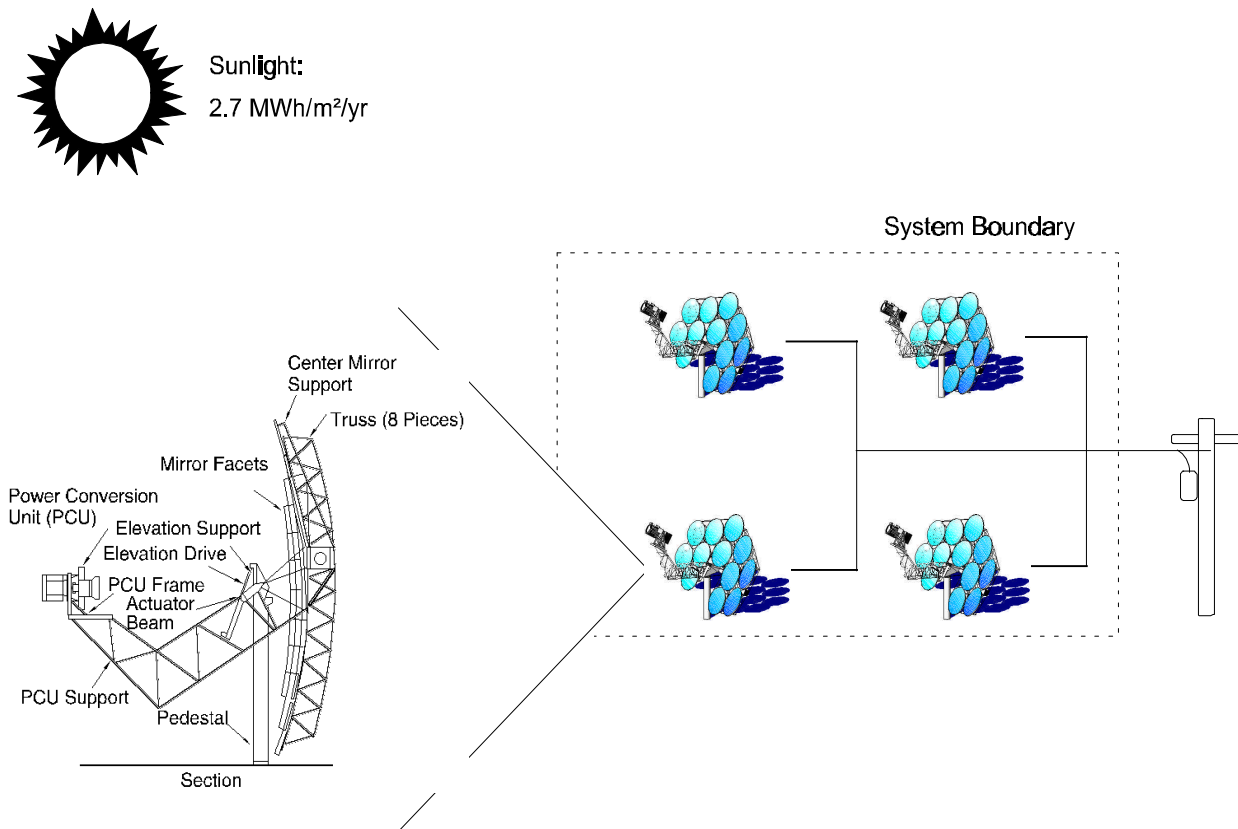 Sunlight:
2.7 MWh/m²/yr
System Boundary
Center Mirror
Support
Truss (8 Pieces)
Mirror Facets
Power Conversion
Unit (PCU)
Elevation Support
Elevation Drive
PCU Frame
Actuator
Beam
PCU Support
Pedestal
Section